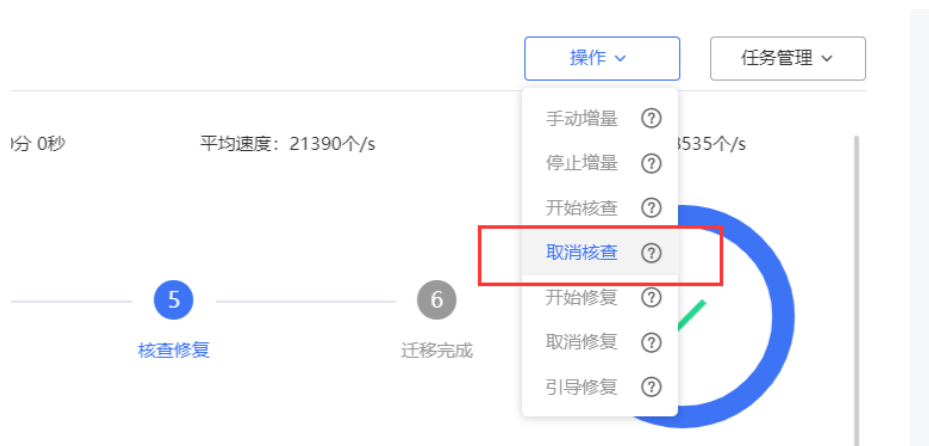 操作
任务管理
分 0秒
平均速度：21390个/s
3535个/s
手动增量
停止增量
开始核查
取消核查
开始修复
取消修复
引导修复
5
6
核查修复
迁移完成